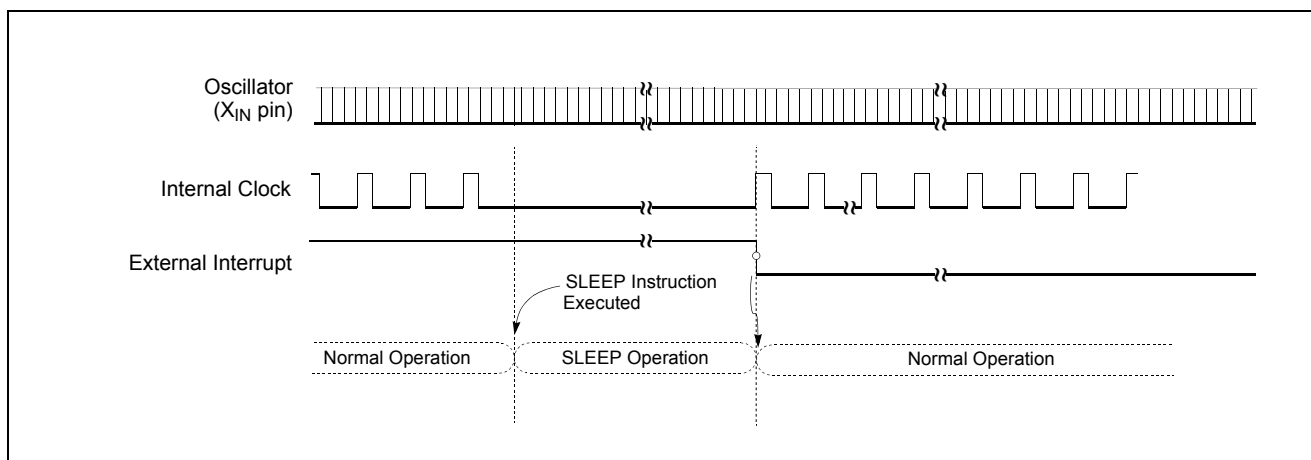 Oscillator
(XIN pin)
Internal Clock
External Interrupt
SLEEP Instruction
Executed
Normal Operation
SLEEP Operation
Normal Operation